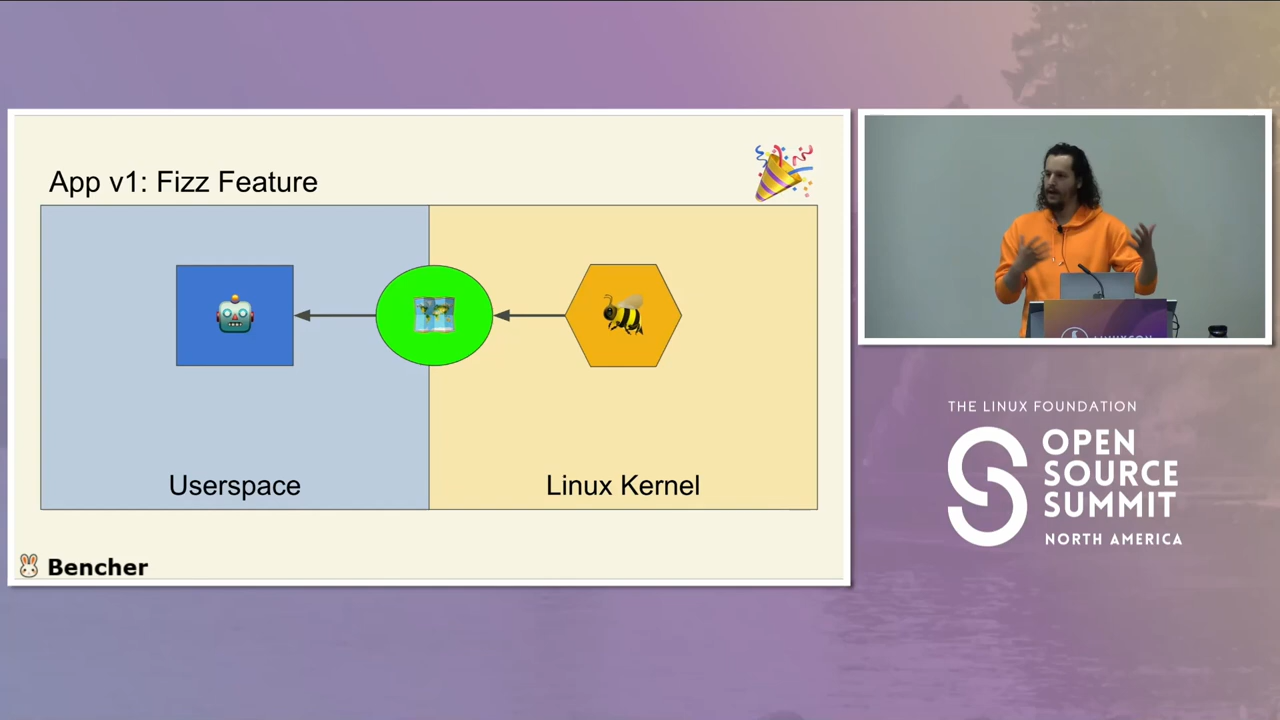 App v1: Fizz Feature
Userspace
Linux Kernel
Bencher
THE LINUX FOUNDATION
OPEN
SOURCE
SUMMIT
NORTH AMERICA